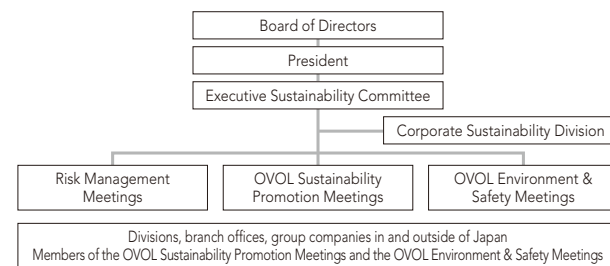 Board of Directors
President
Executive Sustainability Committee
Corporate Sustainability Division
Risk Management
Meetings
OVOL Sustainability
Promotion Meetings
OVOL Environment &
Safety Meetings
Divisions, branch offices, group companies in and outside of Japan
Members of the OVOL Sustainability Promotion Meetings and the OVOL Environment & Safety Meetings